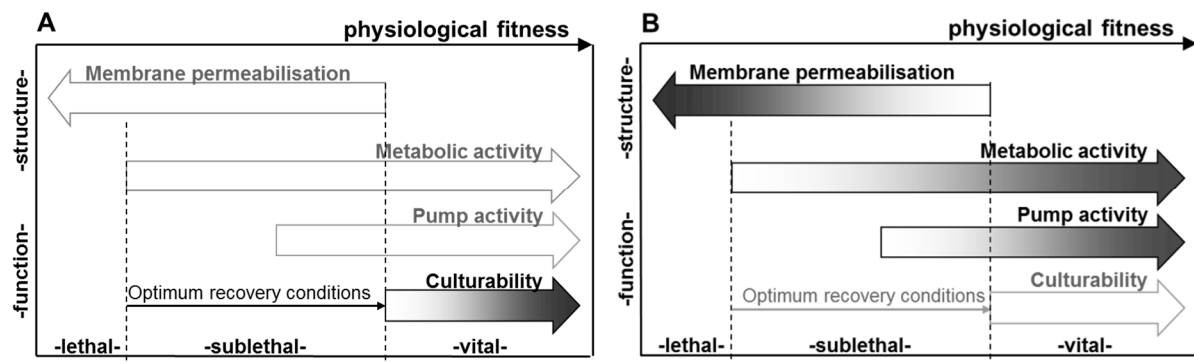 A
physiological fitness
Membrane permeabilisation
-structure-
Metabolic activity
Pump activity
-function-
Culturability
Optimum recovery conditions
-lethal-
-sublethal-
-vital-
B
physiological fitness
Membrane permeabilisation
-structure-
Metabolic activity
Pump activity
-function-
Culturability
Optimum recovery conditions
-lethal-
-sublethal-
-vital-